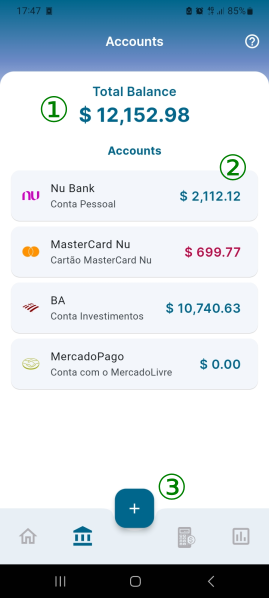 17:47 85%
Accounts
Total Balance
① $ 12,152.98
Accounts
②
nu Nu Bank
Conta Pessoal
$ 2,112.12
MasterCard Nu
Cartão MasterCard Nu
$ 699.77
BA
Conta Investimentos
$ 10,740.63
MercadoPago
Conta com o MercadoLivre
$ 0.00
③
+